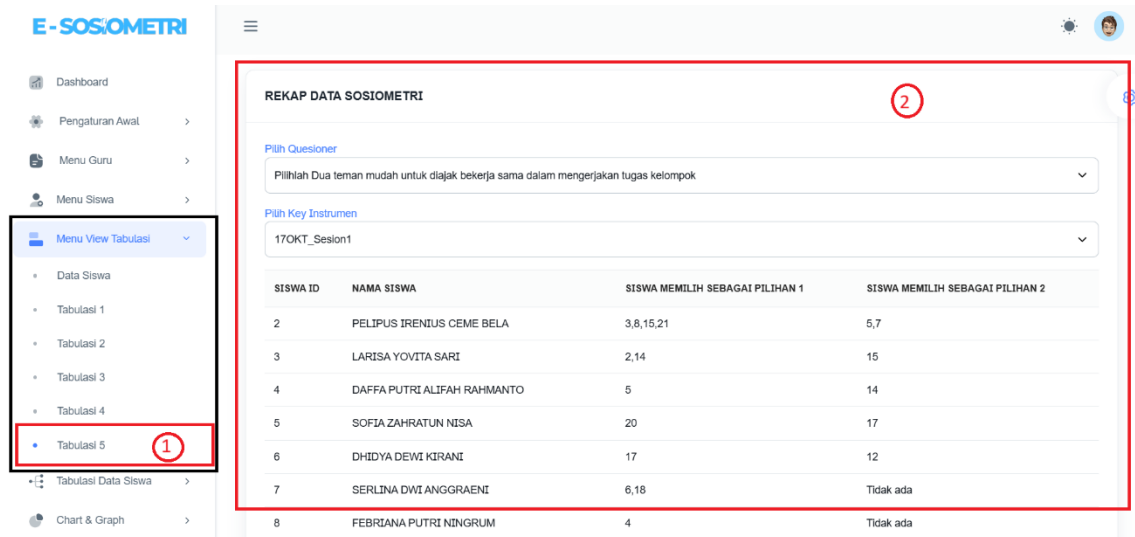 E-SOSIOMETRI
Dashboard
Pengaturan Awal
Menu Guru
Menu Siswa
Menu View Tabulasi
Data Siswa
Tabulasi 1
Tabulasi 2
Tabulasi 3
Tabulasi 4
Tabulasi 5
1
Tabulasi Data Siswa
Chart & Graph
REKAP DATA SOSIOMETRI
2
Pilih Quesioner
Pilihlah Dua teman mudah untuk diajak bekerja sama dalam mengerjakan tugas kelompok
Pilih Key Instrumen
17OKT_Sesion1
SISWA ID NAMA SISWA SISWA MEMILIH SEBAGAI PILIHAN 1 SISWA MEMILIH SEBAGAI PILIHAN 2
2 PELIPUS IRENIUS CEME BELA 3,8,15,21 5,7
3 LARISA YOVITA SARI 2,14 15
4 DAFFA PUTRI ALIFAH RAHMANTO 5 14
5 SOFIA ZAHRATUN NISA 20 17
6 DHIDYA DEWI KIRANI 17 12
7 SERLINA DWI ANGGRAENI 6,18 Tidak ada
8 FEBRIANA PUTRI NINGRUM 4 Tidak ada